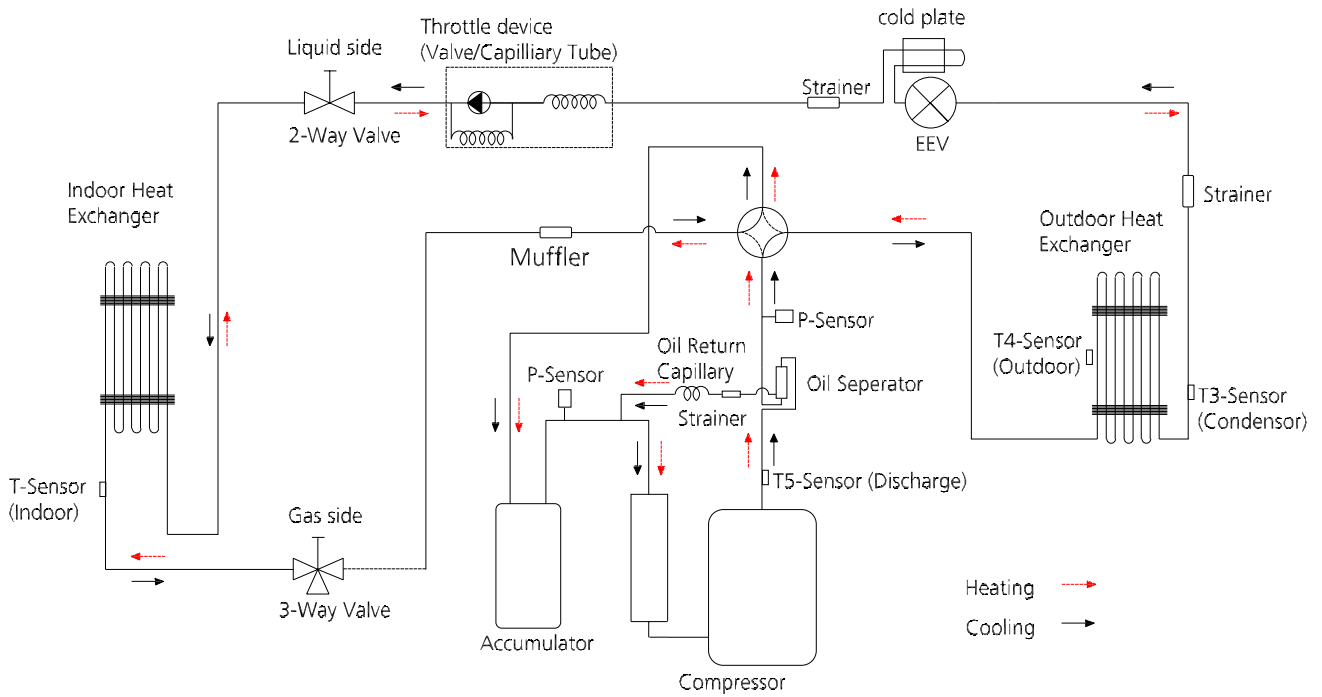 cold plate
Throttle device
(Valve/Capilliary Tube)
Liquid side
Strainer
2-Way Valve
EEV
Indoor Heat
Exchanger
Strainer
Outdoor Heat
Exchanger
Muffler
P-Sensor
T4-Sensor
(Outdoor)
Oil Return
Capillary
P-Sensor
Oil Seperator
Strainer
T3-Sensor
(Condensor)
T5-Sensor (Discharge)
T-Sensor
(Indoor)
Gas side
3-Way Valve
Heating
Cooling
Accumulator
Compressor